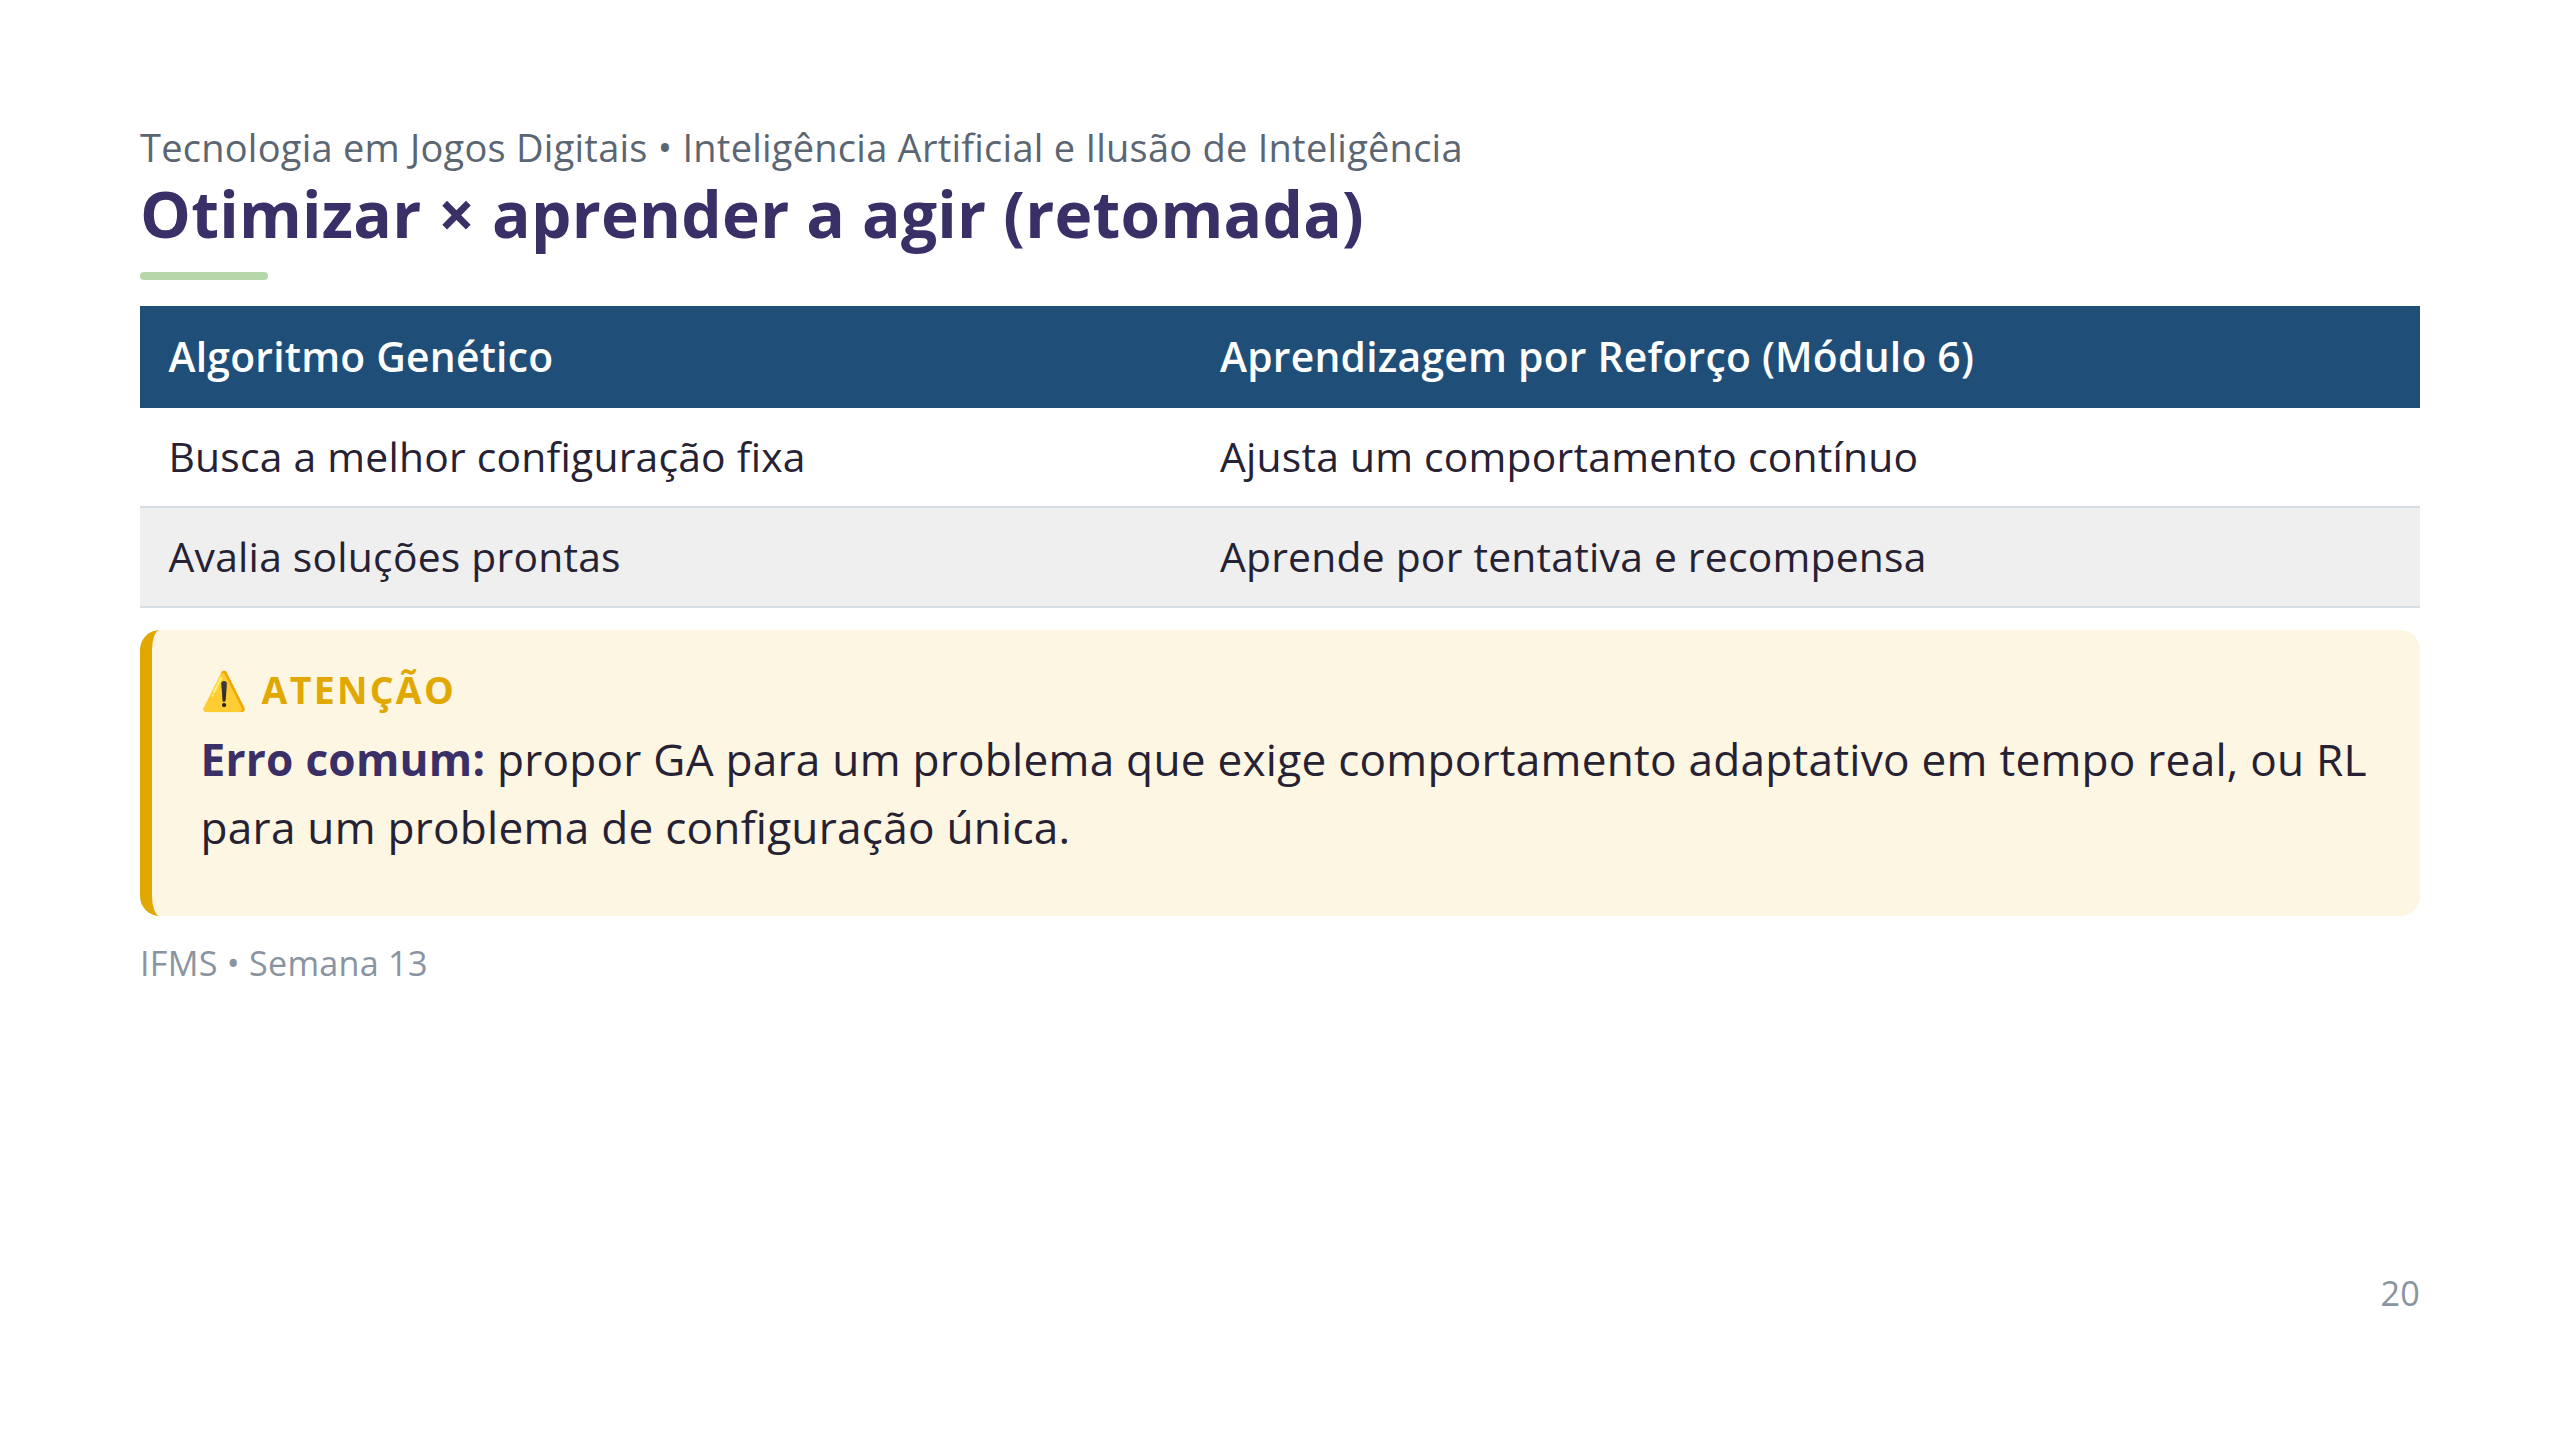 Tecnologia em Jogos Digitais • Inteligência Artificial e Ilusão de Inteligência
Otimizar × aprender a agir (retomada)
Algoritmo Genético
Aprendizagem por Reforço (Módulo 6)
Busca a melhor configuração fixa
Ajusta um comportamento contínuo
Avalia soluções prontas
Aprende por tentativa e recompensa
⚠️ ATENÇÃO
Erro comum: propor GA para um problema que exige comportamento adaptativo em tempo real, ou RL
para um problema de configuração única.
IFMS • Semana 13
20